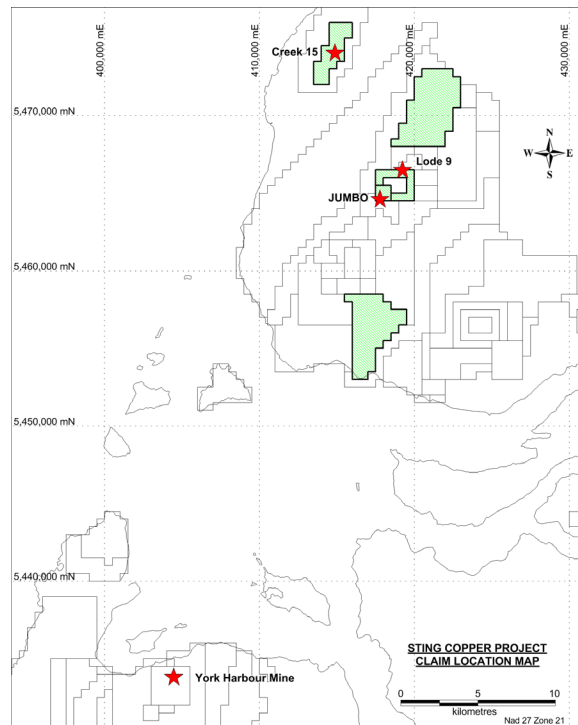 400,000 mE
410,000 mE
420,000 mE
430,000 mE
Creek 15
5,470,000 mN
N
W E
S
Lode 9
JUMBO
5,460,000 mN
5,450,000 mN
5,440,000 mN
STING COPPER PROJECT
CLAIM LOCATION MAP
York Harbour Mine
0 5 10
kilometres
Nad 27 Zone 21